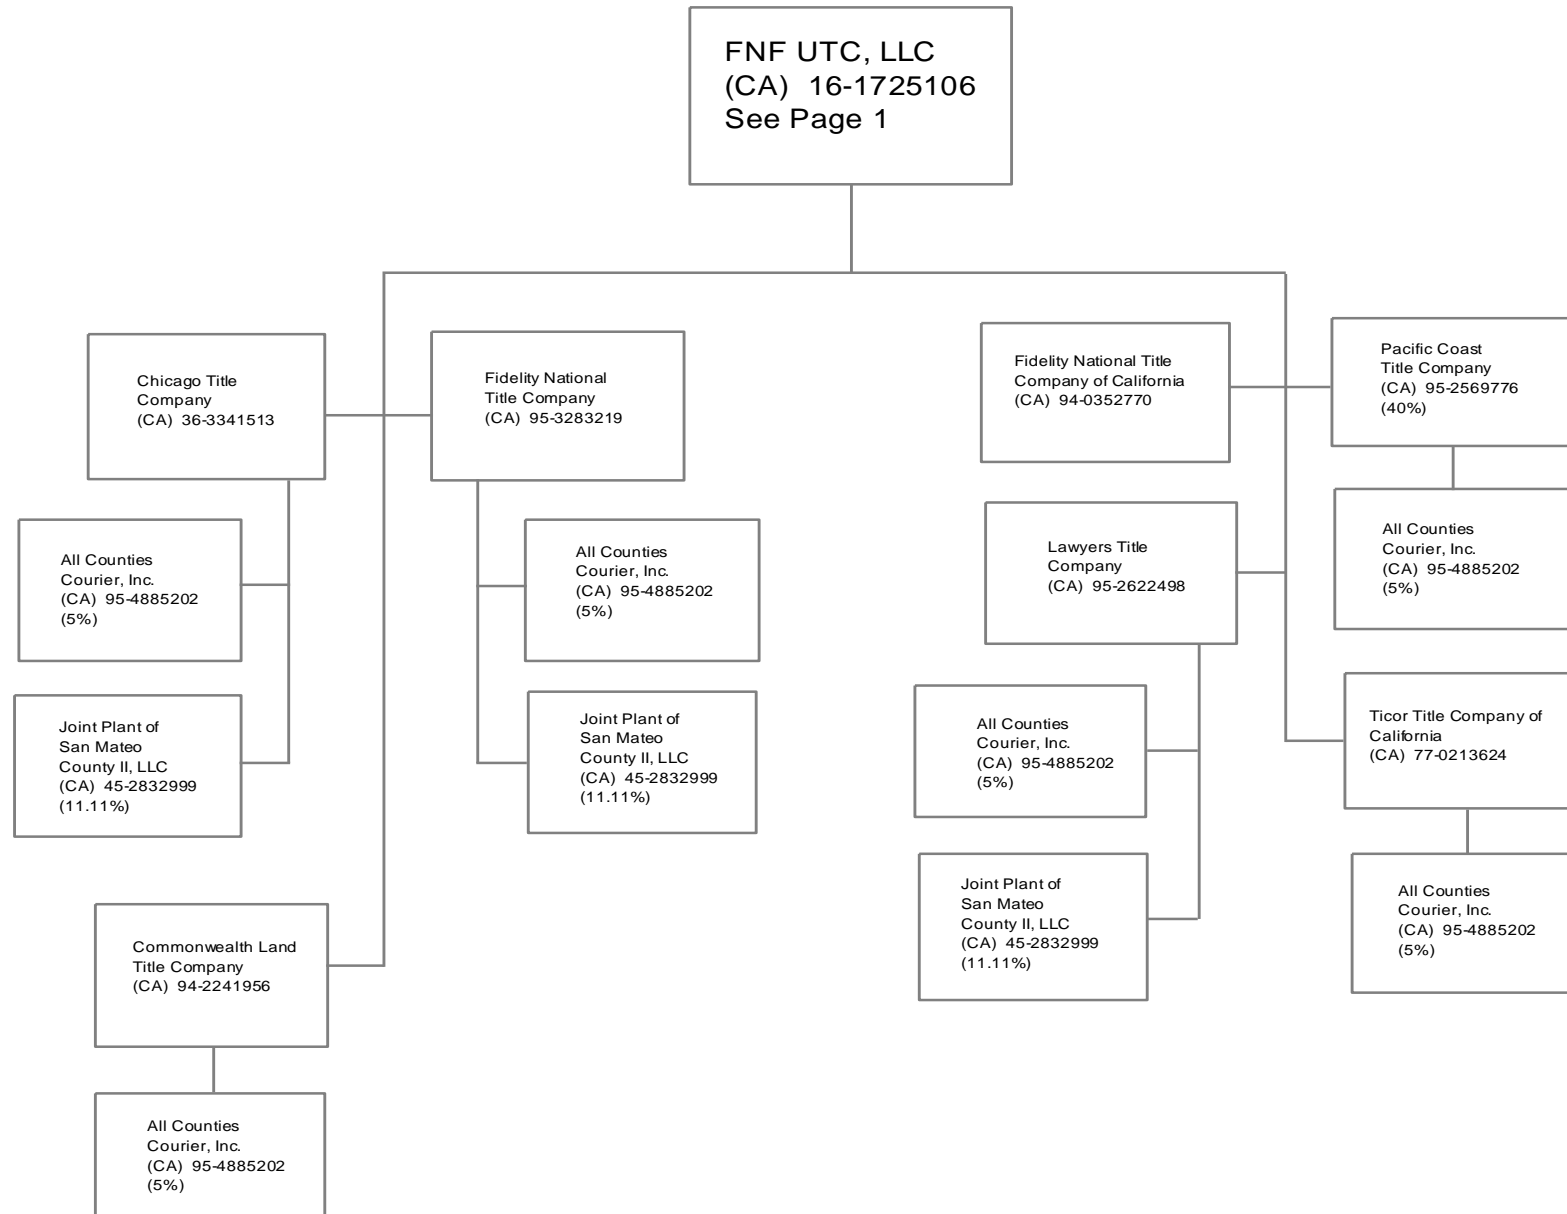 FNF UTC, LLC
(CA) 16-1725106
See Page 1
Chicago Title
Company
(CA) 36-3341513
Fidelity National
Title Company
(CA) 95-3283219
Fidelity National Title
Company of California
(CA) 94-0352770
Pacific Coast
Title Company
(CA) 95-2569776
(40%)
All Counties
Courier, Inc.
(CA) 95-4885202
(5%)
All Counties
Courier, Inc.
(CA) 95-4885202
(5%)
Lawyers Title
Company
(CA) 95-2622498
All Counties
Courier, Inc.
(CA) 95-4885202
(5%)
Joint Plant of
San Mateo
County II, LLC
(CA) 45-2832999
(11.11%)
Joint Plant of
San Mateo
County II, LLC
(CA) 45-2832999
(11.11%)
All Counties
Courier, Inc.
(CA) 95-4885202
(5%)
Ticor Title Company of
California
(CA) 77-0213624
Joint Plant of
San Mateo
County II, LLC
(CA) 45-2832999
(11.11%)
All Counties
Courier, Inc.
(CA) 95-4885202
(5%)
Commonwealth Land
Title Company
(CA) 94-2241956
All Counties
Courier, Inc.
(CA) 95-4885202
(5%)